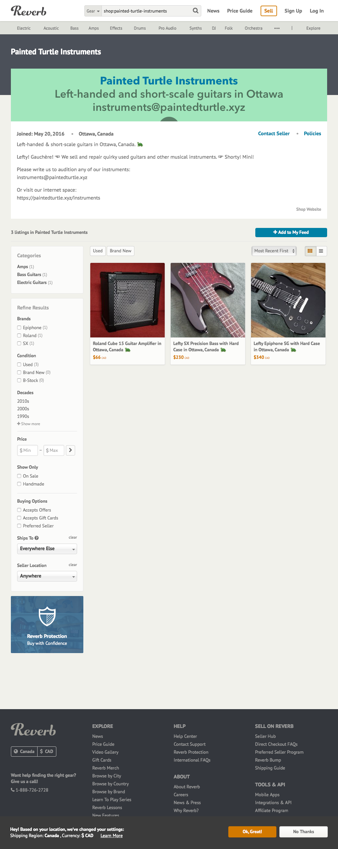 Reverb
Gear
shop:painted-turtle-instruments
News
Price Guide
Sell
Sign Up
Log In
Electric
Acoustic
Bass
Amps
Effects
Drums
Pro Audio
Synths
DJ
Folk
Orchestra
•••
Explore
Painted Turtle Instruments
Painted Turtle Instruments
Left-handed and short-scale guitars in Ottawa
instruments@paintedturtle.xyz
Joined: May 20, 2016 • Ottawa, Canada
Contact Seller • Policies
Left-handed & short-scale guitars in Ottawa, Canada.
Lefty! Gauchère! We sell and repair quirky used guitars and other musical instruments. Shorty! Mini!
Please write us to audition any of our instruments:
instruments@paintedturtle.xyz
Or visit our internet space:
https://paintedturtle.xyz/instruments
Shop Website
3 listings in Painted Turtle Instruments
+ Add to My Feed
Categories
Amps (1)
Bass Guitars (1)
Electric Guitars (1)
Refine Results
Brands
Epiphone (1)
Roland (1)
SX (1)
Condition
Used (3)
Brand New (0)
B-Stock (0)
Decades
2010s
2000s
1990s
+ Show more
Price
$ Min - $ Max
Show Only
On Sale
Handmade
Buying Options
Accepts Offers
Accepts Gift Cards
Preferred Seller
Ships To clear
Everywhere Else
Seller Location clear
Anywhere
Reverb Protection
Buy with Confidence
Used
Brand New
Most Recent First
Roland Cube 15 Guitar Amplifier in
Ottawa, Canada
$66
Lefty SX Precision Bass with Hard
Case in Ottawa, Canada
Lefty Epiphone SG with Hard Case
in Ottawa, Canada
$340
Reverb
Canada $ CAD
Want help finding the right gear?
Give us a call!
1-888-726-2728
EXPLORE
News
Price Guide
Video Gallery
Gift Cards
Reverb Merch
Browse by City
Browse by Country
Browse by Brand
Learn To Play Series
Reverb Lessons
New Features
HELP
Help Center
Contact Support
Reverb Protection
International FAQs
ABOUT
About Reverb
Careers
News & Press
Why Reverb?
SELL ON REVERB
Seller Hub
Direct Checkout FAQs
Preferred Seller Program
Reverb Bump
Shipping Guide
TOOLS & API
Mobile Apps
Integrations & API
Affiliate Program
Hey! Based on your location, we've changed your settings:
Shipping Region: Canada , Currency: $ CAD Learn More
Ok, Great!
No Thanks